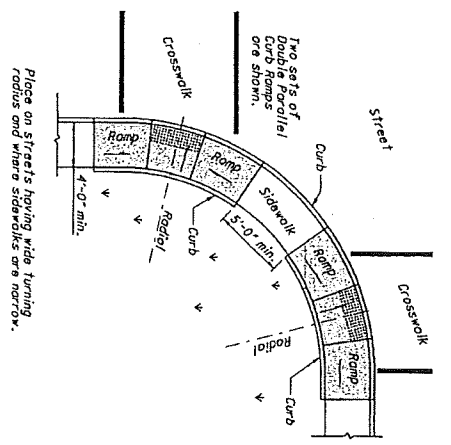 Two sets of
Double Parallel
Curb Ramps
are shown.
Street
Crosswalk
Curb
Crosswalk
Ramp
Ramp
Sidewalk
Ramp
Ramp
Radial
Curb
5'-0" min.
Radial
Curb
4'-0" min.
Place on streets having wide turning
radius and where sidewalks are narrow.